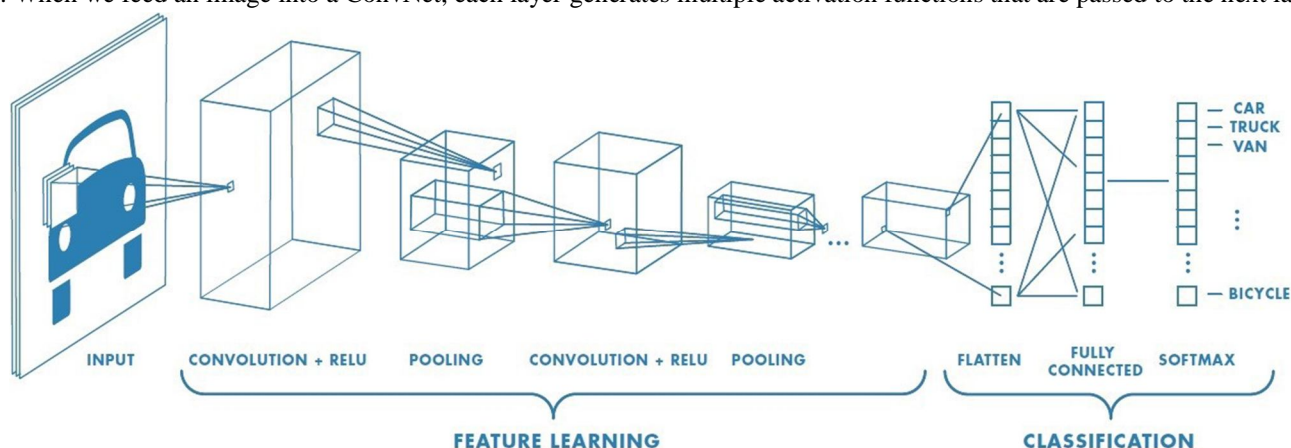 . When we feed an image into a ConvNet, each layer generates multiple activation functions that are passed to the next
CAR
TRUCK
VAN
BICYCLE
INPUT
CONVOLUTION + RELU
POOLING
CONVOLUTION + RELU
POOLING
FLATTEN
FULLY
CONNECTED
SOFTMAX
FEATURE LEARNING
CLASSIFICATION